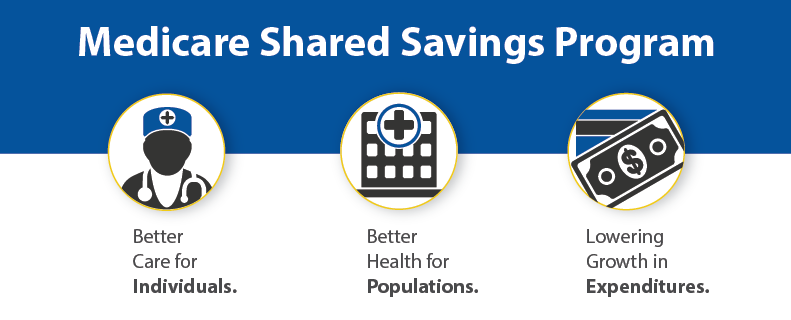 Medicare Shared Savings Program
Better
Care for
Individuals.
Better
Health for
Populations.
Lowering
Growth in
Expenditures.
$